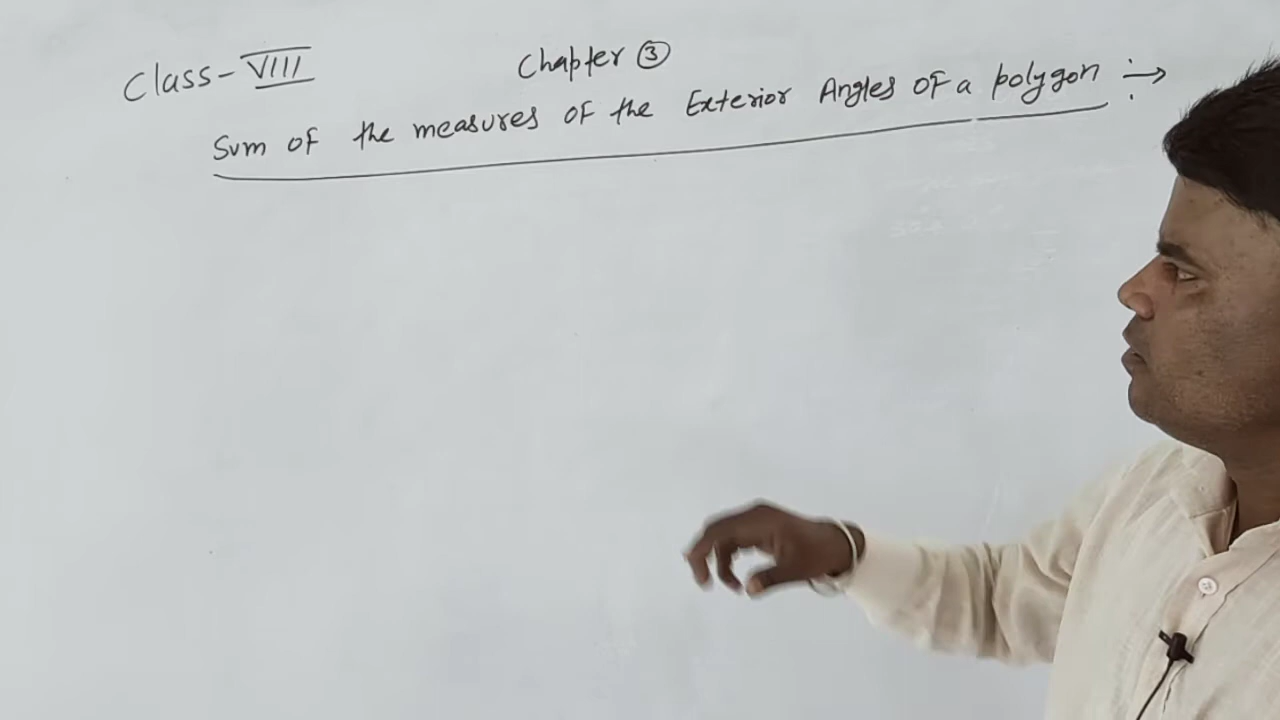 Class-VIII Chapter ③
Sum of the measures of the Exterior Angles of a polygon :→